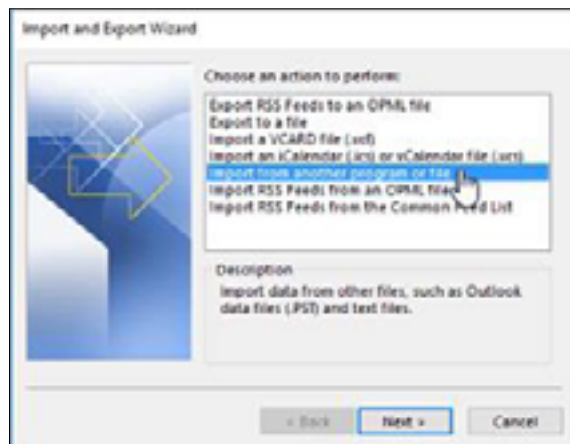 Import and Export Wizard
Choose an action to perform:
Export RSS Feeds to an OPML file
Export to a file
Import a VCARD file (.vcf)
Import an iCalendar (.ics) or vCalendar file (.vcs)
Import from another program or file
Import RSS Feeds from an OPML file
Import RSS Feeds from the Common Feed List
Description
Import data from other files, such as Outlook
data files (.PST) and text files.
< Back Next > Cancel